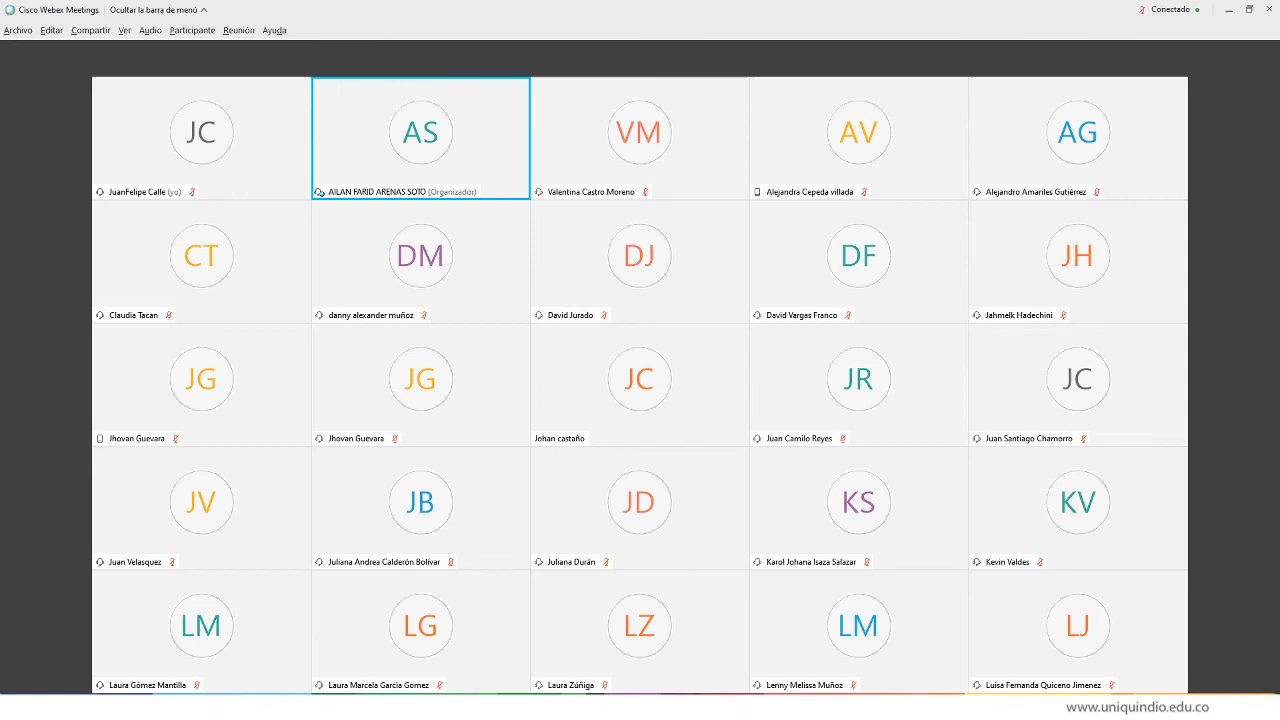 Cisco Webex Meetings Ocultar la barra de menú Conectado
Archivo Editar Compartir Ver Audio Participante Reunión Ayuda
JC AS VM AV AG
JuanFelipe Calle (yo) AILAN FARID ARENAS SOTO (Organizador) Valentina Castro Moreno Alejandra Cepeda villada Alejandro Amariles Gutiérrez
CT DM DJ DF JH
Claudia Tacan danny alexander muñoz David Jurado David Vargas Franco Jahmelk Hadechini
JG JG JC JR JC
Jhovan Guevara Jhovan Guevara Johan castaño Juan Camilo Reyes Juan Santiago Chamorro
JV JB JD KS KV
Juan Velasquez Juliana Andrea Calderón Bolívar Juliana Durán Karol Johana Isaza Salazar Kevin Valdes
LM LG LZ LM LJ
Laura Gómez Mantilla Laura Marcela Garcia Gomez Laura Zúñiga Lenny Melissa Muñoz Luisa Fernanda Quiceno Jimenez
www.uniquindio.edu.co